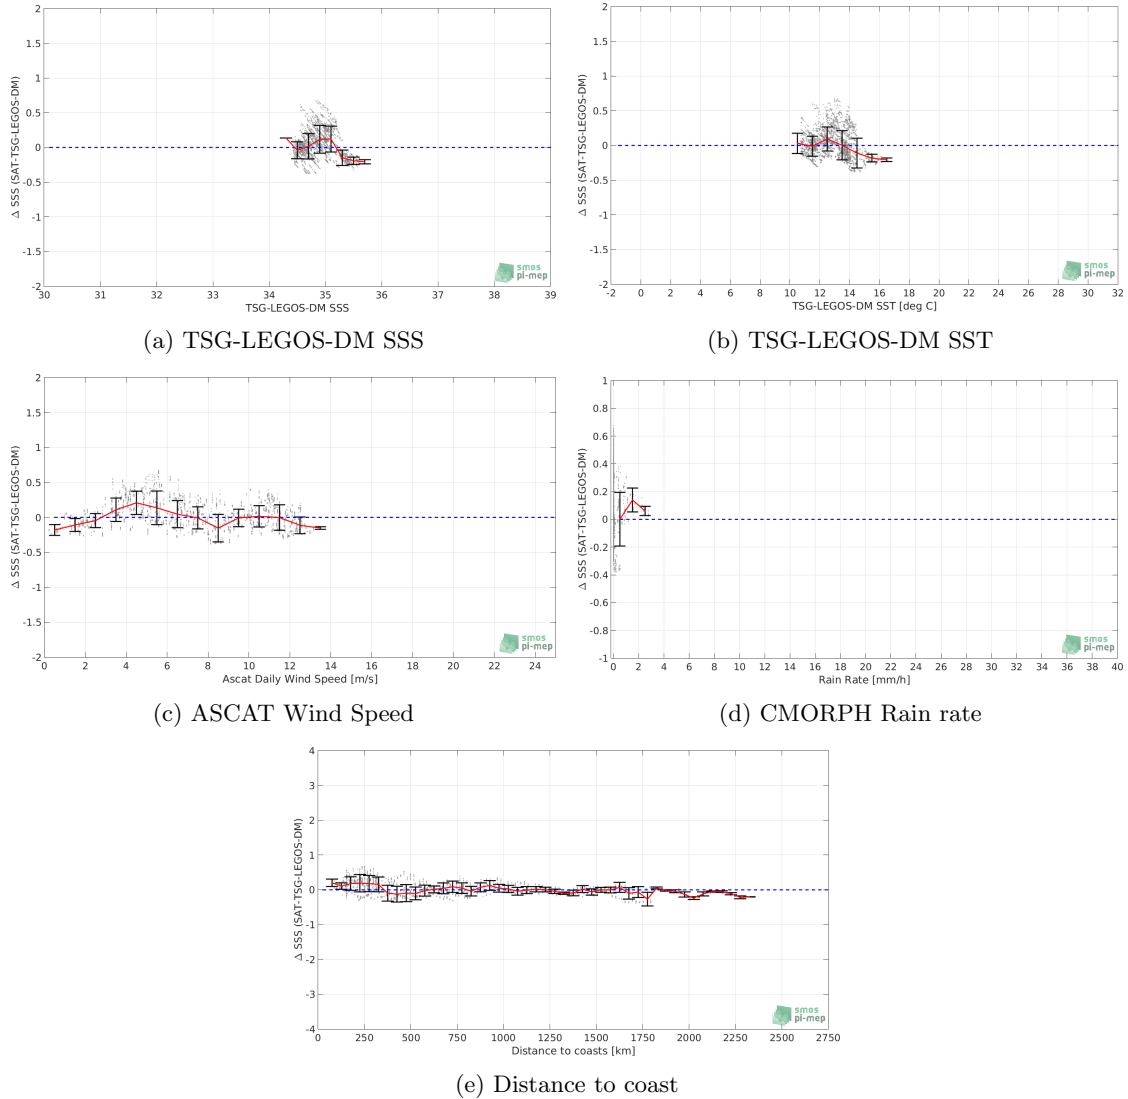 2
1.5
1
0.5
0
-0.5
-1
-1.5
-2
Δ SSS (SAT-TSG-LEGOS-DM)
30 31 32 33 34 35 36 37 38 39
TSG-LEGOS-DM SSS
smos
pi-mep
(a) TSG-LEGOS-DM SSS
2
1.5
1
0.5
0
-0.5
-1
-1.5
-2
Δ SSS (SAT-TSG-LEGOS-DM)
-2 0 2 4 6 8 10 12 14 16 18 20 22 24 26 28 30 32
TSG-LEGOS-DM SST [deg C]
smos
pi-mep
(b) TSG-LEGOS-DM SST
2
1.5
1
0.5
0
-0.5
-1
-1.5
-2
Δ SSS (SAT-TSG-LEGOS-DM)
0 2 4 6 8 10 12 14 16 18 20 22 24
Ascat Daily Wind Speed [m/s]
smos
pi-mep
(c) ASCAT Wind Speed
1
0.8
0.6
0.4
0.2
0
-0.2
-0.4
-0.6
-0.8
-1
Δ SSS (SAT-TSG-LEGOS-DM)
0 2 4 6 8 10 12 14 16 18 20 22 24 26 28 30 32 34 36 38 40
Rain Rate [mm/h]
smos
pi-mep
(d) CMORPH Rain rate
4
3
2
1
0
-1
-2
-3
-4
Δ SSS (SAT-TSG-LEGOS-DM)
0 250 500 750 1000 1250 1500 1750 2000 2250 2500 2750
Distance to coasts [km]
smos
pi-mep
(e) Distance to coast